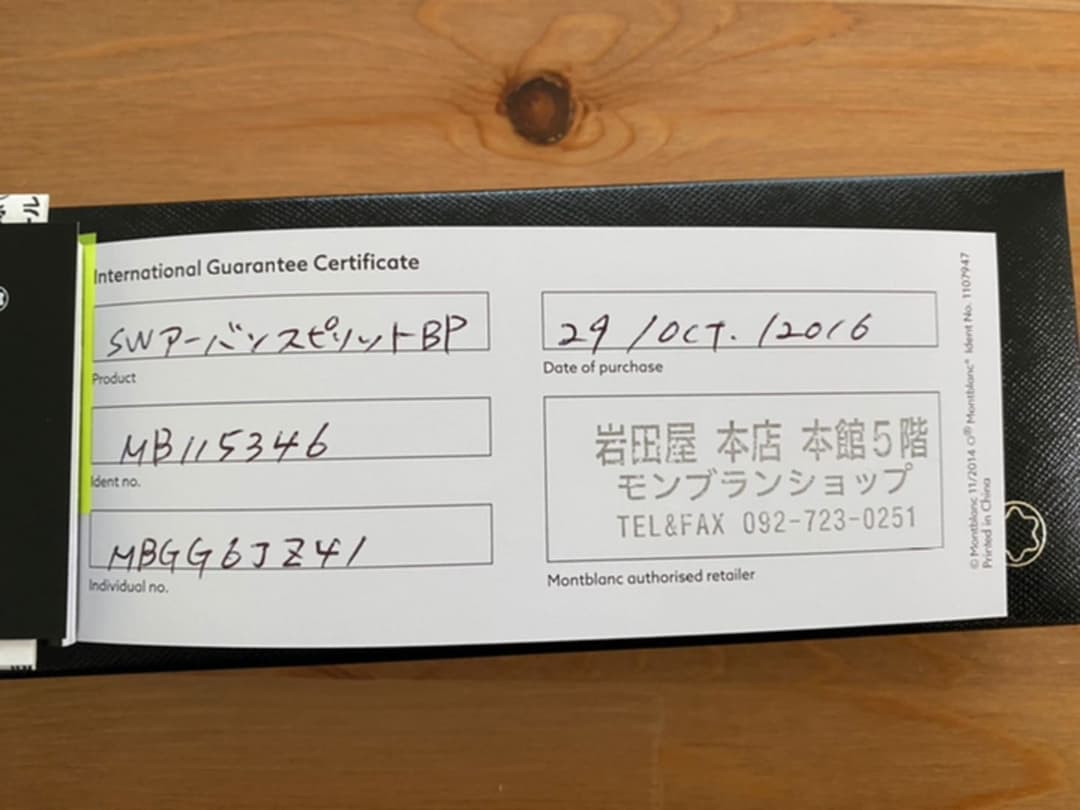 International Guarantee Certificate
SWアーバンスピリットBP
Product
MB115346
Ident no.
MBGG6JZ41
Individual no.
29/OCT./2016
Date of purchase
岩田屋 本店 本館5階
モンブランショップ
TEL&FAX 092-723-0251
Montblanc authorised retailer
© Montblanc 11/2014 ○® Montblanc® Ident No. 1107947
Printed in China